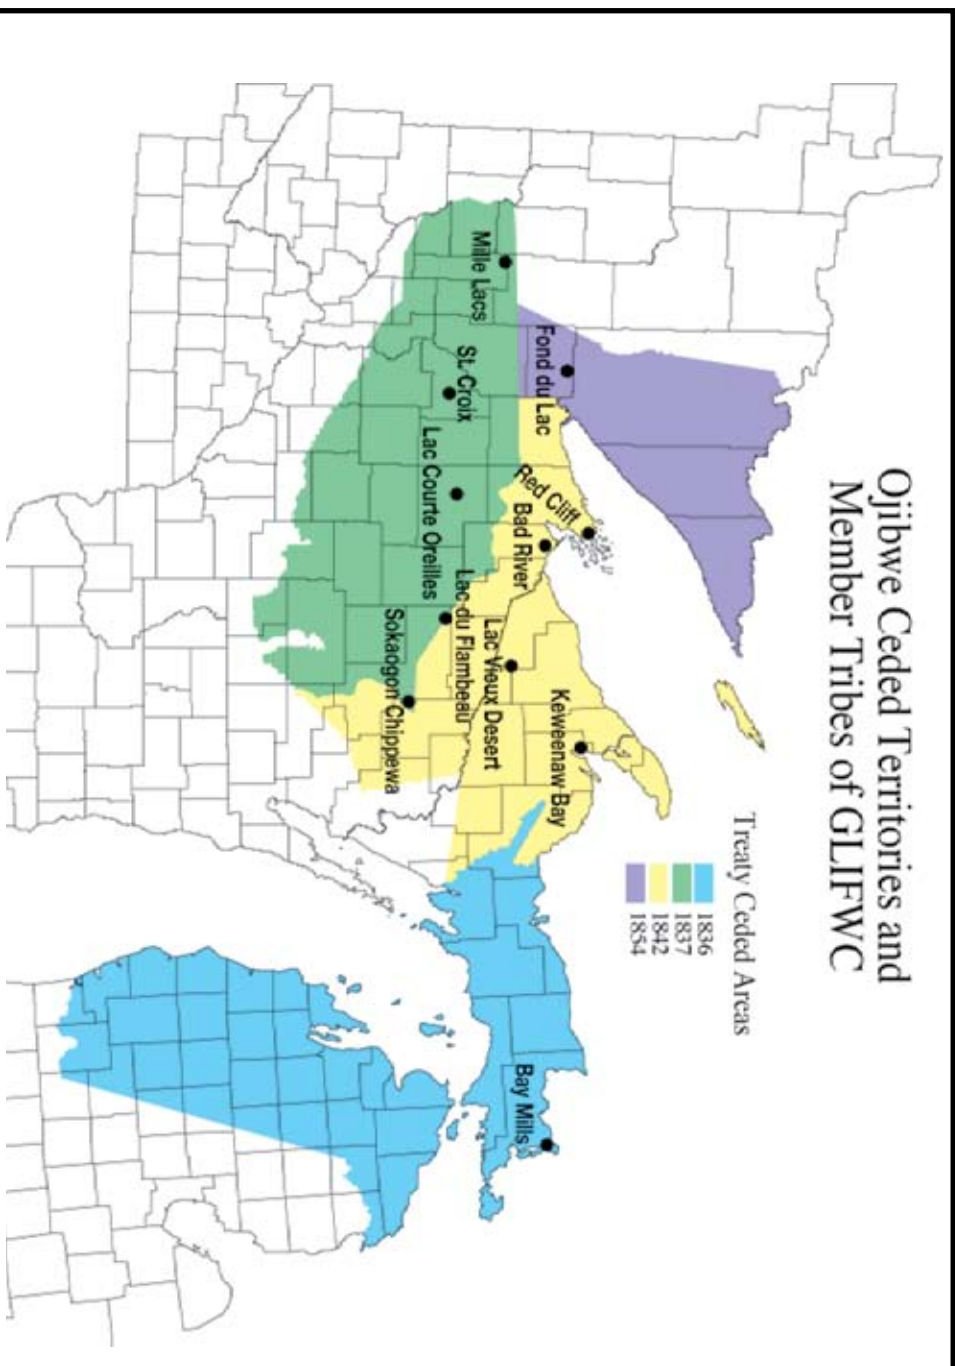 Ojibwe Ceded Territories and
Member Tribes of GLIFWC
Treaty Ceded Areas
1836
1837
1842
1854
Fond du Lac
Mille Lacs
Red Cliff
Bad River
St. Croix
Lac Courte Oreilles
Keweenaw Bay
Lac Vieux Desert
Lac du Flambeau
Sokaogon Chippewa
Bay Mills